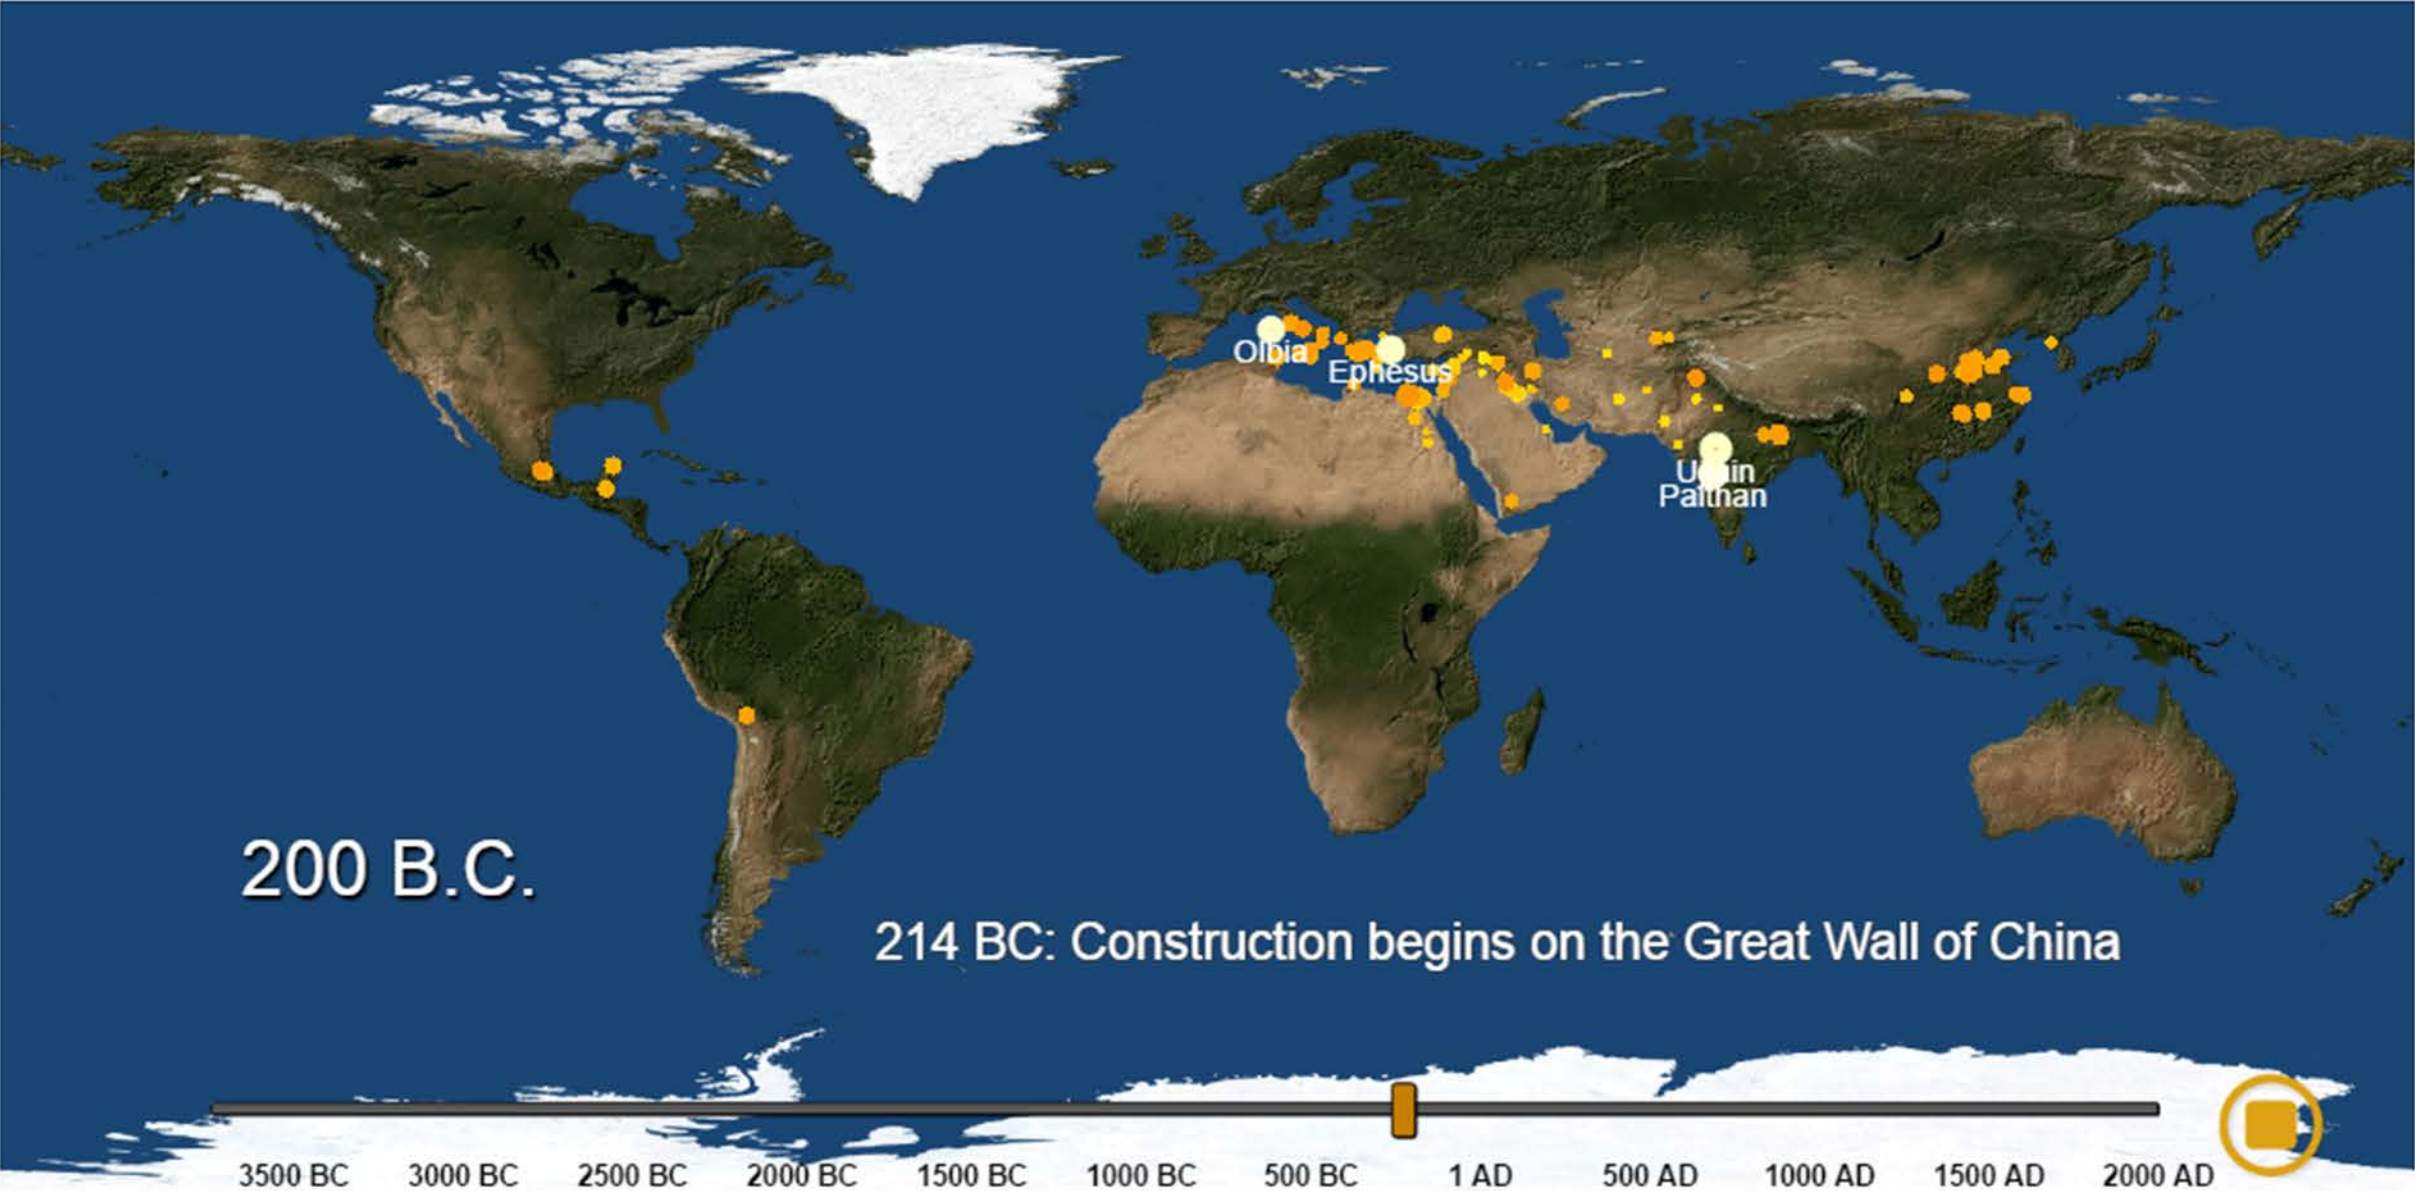 Olbia
Ephesus
Paithan
200 B.C.
214 BC: Construction begins on the Great Wall of China
3500 BC 3000 BC 2500 BC 2000 BC 1500 BC 1000 BC 500 BC 1 AD 500 AD 1000 AD 1500 AD 2000 AD